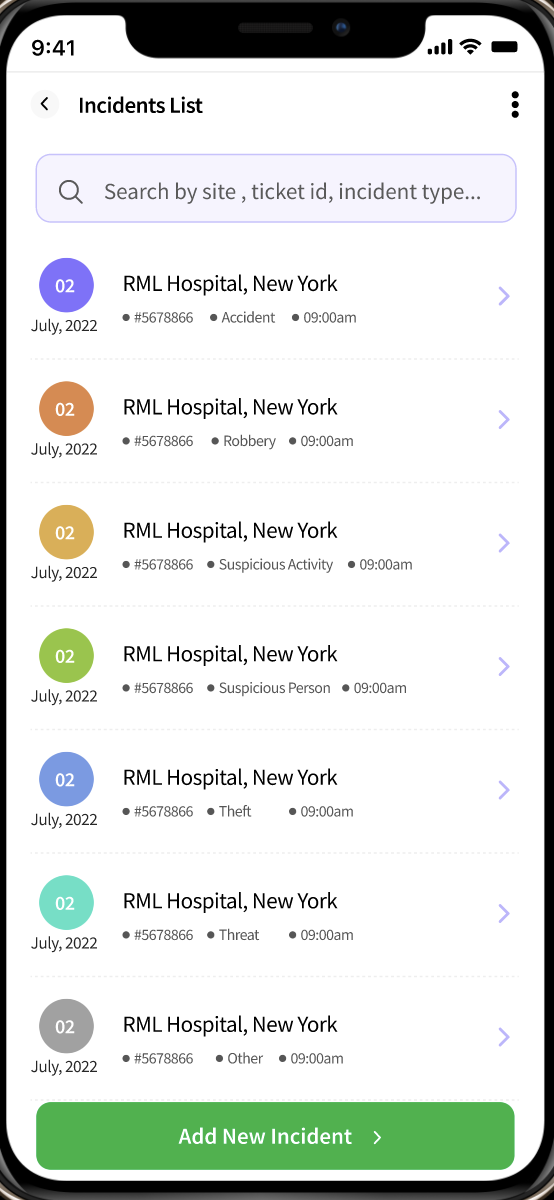 9:41
Incidents List
Search by site , ticket id, incident type...
02
RML Hospital, New York
July, 2022
#5678866 Accident 09:00am
02
RML Hospital, New York
July, 2022
#5678866 Robbery 09:00am
02
RML Hospital, New York
July, 2022
#5678866 Suspicious Activity 09:00am
02
RML Hospital, New York
July, 2022
#5678866 Suspicious Person 09:00am
02
RML Hospital, New York
July, 2022
#5678866 Theft 09:00am
02
RML Hospital, New York
July, 2022
#5678866 Threat 09:00am
02
RML Hospital, New York
July, 2022
#5678866 Other 09:00am
Add New Incident